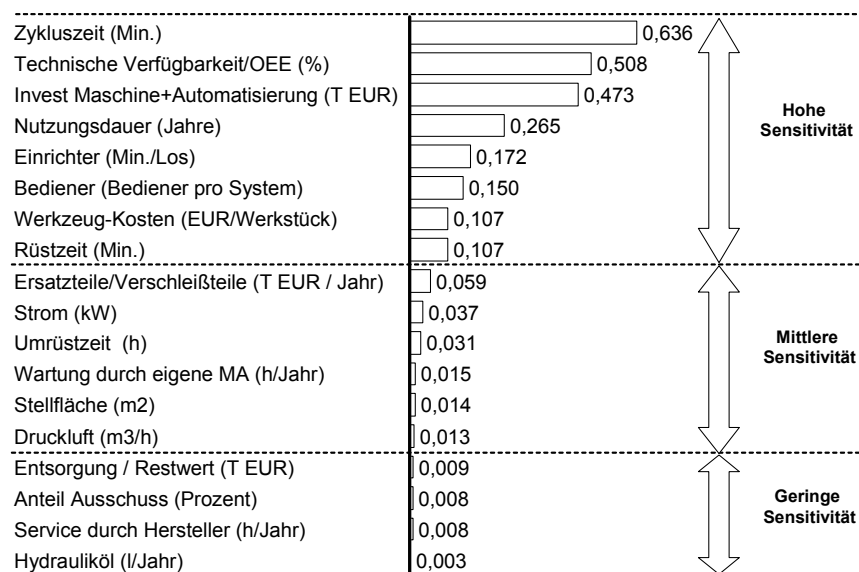 Zykluszeit (Min.) 0,636
Technische Verfügbarkeit/OEE (%) 0,508
Invest Maschine+Automatisierung (T EUR) 0,473
Nutzungsdauer (Jahre) 0,265
Einrichter (Min./Los) 0,172
Bediener (Bediener pro System) 0,150
Werkzeug-Kosten (EUR/Werkstück) 0,107
Rüstzeit (Min.) 0,107
Hohe
Sensitivität
Ersatzteile/Verschleißteile (T EUR / Jahr) 0,059
Strom (kW) 0,037
Umrüstzeit (h) 0,031
Wartung durch eigene MA (h/Jahr) 0,015
Stellfläche (m2) 0,014
Druckluft (m3/h) 0,013
Mittlere
Sensitivität
Entsorgung / Restwert (T EUR) 0,009
Anteil Ausschuss (Prozent) 0,008
Service durch Hersteller (h/Jahr) 0,008
Hydrauliköl (l/Jahr) 0,003
Geringe
Sensitivität